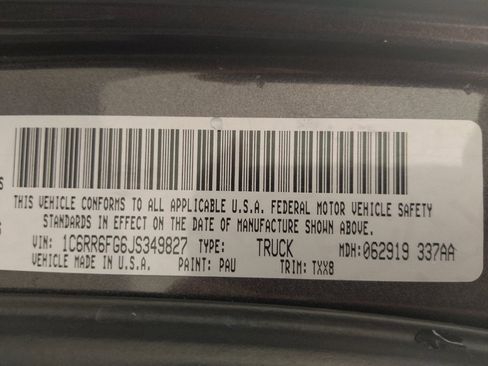 THIS VEHICLE CONFORMS TO ALL APPLICABLE U.S.A. FEDERAL MOTOR VEHICLE SAFETY
STANDARDS IN EFFECT ON THE DATE OF MANUFACTURE SHOWN ABOVE.
VIN: 1C6RR6FG6JS349827 TYPE: TRUCK MDH: 062919 337AA
VEHICLE MADE IN U.S.A. PAINT: PAU TRIM: TXX8